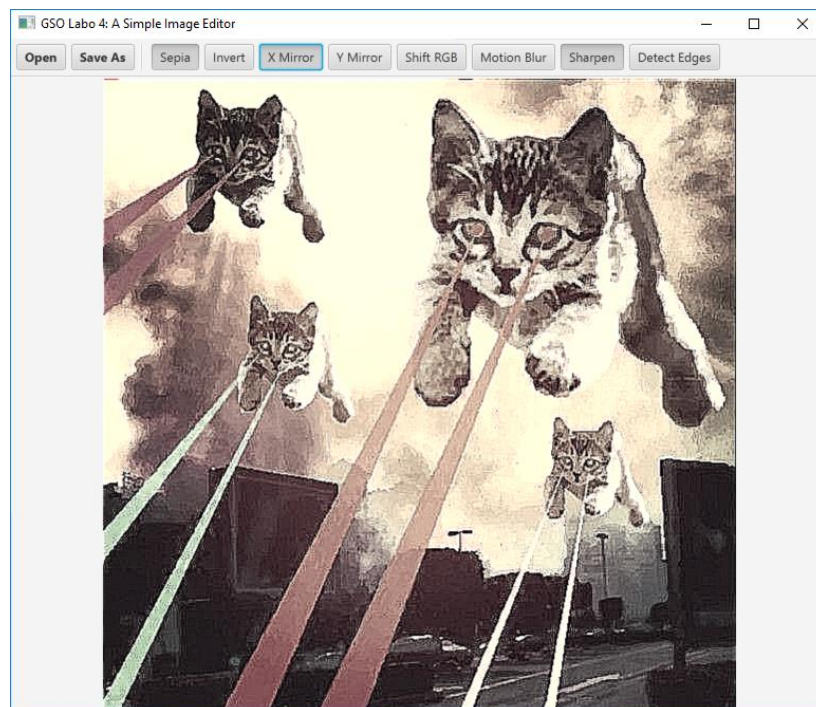 GSO Labo 4: A Simple Image Editor
Open Save As Sepia Invert X Mirror Y Mirror Shift RGB Motion Blur Sharpen Detect Edges